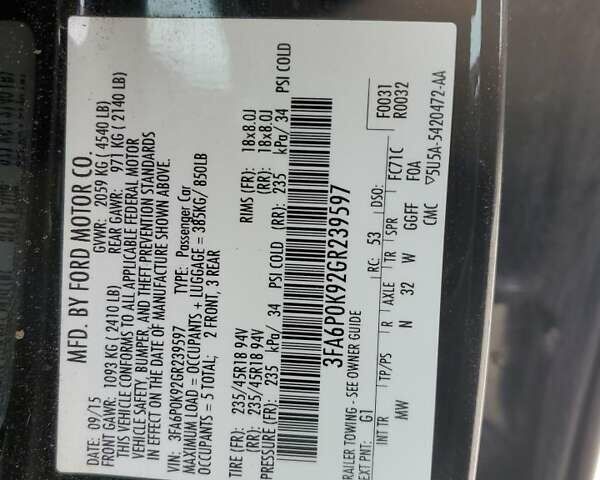 MFD. BY FORD MOTOR CO.
DATE: 09/15 GVWR: 2059 KG ( 4540 LB)
FRONT GAWR: 1093 KG ( 2410 LB) REAR GAWR: 971 KG ( 2140 LB)
THIS VEHICLE CONFORMS TO ALL APPLICABLE FEDERAL MOTOR
VEHICLE SAFETY, BUMPER, AND THEFT PREVENTION STANDARDS
IN EFFECT ON THE DATE OF MANUFACTURE SHOWN ABOVE.
VIN: 3FA6P0K92GR239597 TYPE: Passenger Car
MAXIMUM LOAD = OCCUPANTS + LUGGAGE = 385KG/ 850LB
OCCUPANTS = 5 TOTAL: 2 FRONT, 3 REAR
TIRE (FR): 235/45R18 94V RIMS (FR): 18x8.0J
(RR): 235/45R18 94V (RR): 18x8.0J
PRESSURE (FR): 235 kPa/ 34 PSI COLD (RR): 235 kPa/ 34 PSI COLD
3FA6P0K92GR239597
RAILER TOWING - SEE OWNER GUIDE
F0031
R0032
EXT PNT: G1 RC: 53 DSO: FC71C
INT TR TP/PS R AXLE TR SPR
MW N 32 W GGFF F0A
CMC ▽5U5A-5420472-AA